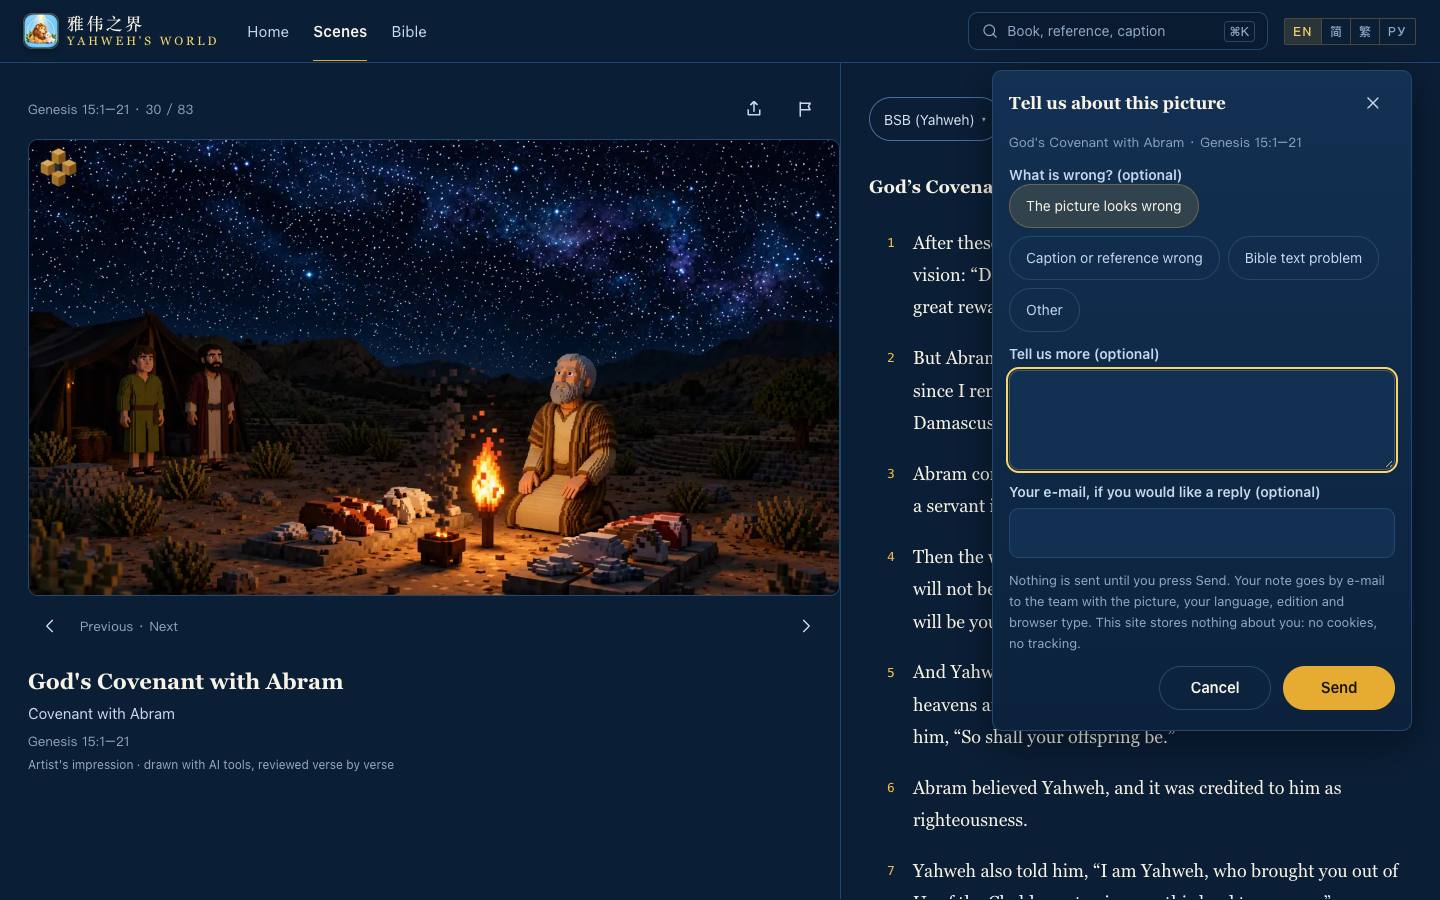 雅伟之界
YAHWEH'S WORLD
Home
Scenes
Bible
Book, reference, caption
⌘K
EN
简
繁
РУ
Genesis 15:1–21 · 30 / 83
Previous · Next
God's Covenant with Abram
Covenant with Abram
Genesis 15:1–21
Artist's impression · drawn with AI tools, reviewed verse by verse
BSB (Yahweh)
God’s
1 After
vision:
great
2 But
since I
Damascus
3 Abram
a servant
4 Then the
will not
will be
5 And
heavens
him, “So shall your offspring be.”
6 Abram believed Yahweh, and it was credited to him as
righteousness.
7 Yahweh also told him, “I am Yahweh, who brought you out of
Tell us about this picture
God's Covenant with Abram · Genesis 15:1–21
What is wrong? (optional)
The picture looks wrong
Caption or reference wrong
Bible text problem
Other
Tell us more (optional)
Your e-mail, if you would like a reply (optional)
Nothing is sent until you press Send. Your note goes by e-mail
to the team with the picture, your language, edition and
browser type. This site stores nothing about you: no cookies,
no tracking.
Cancel
Send